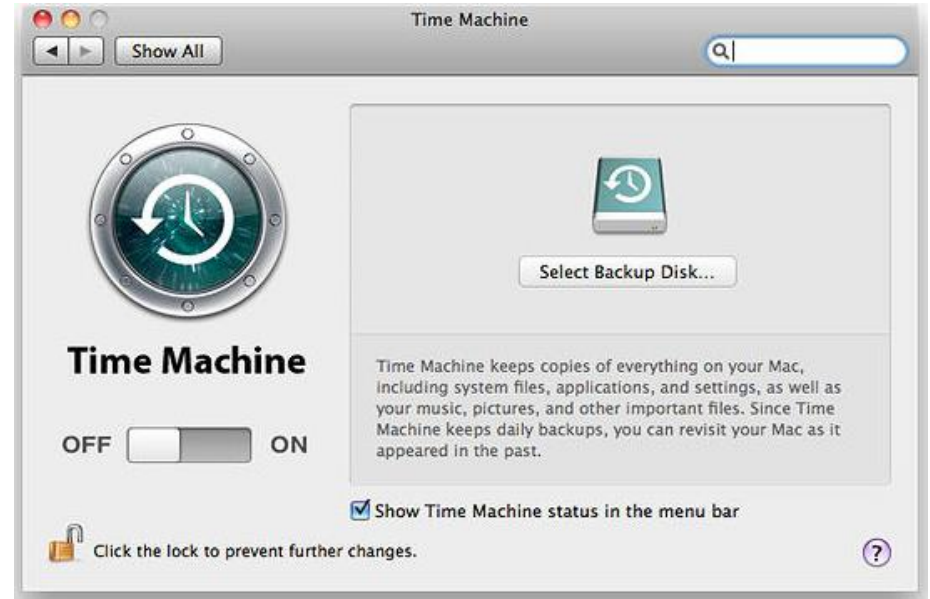 Time Machine
Show All
Select Backup Disk...
Time Machine
Time Machine keeps copies of everything on your Mac,
including system files, applications, and settings, as well as
your music, pictures, and other important files. Since Time
Machine keeps daily backups, you can revisit your Mac as it
appeared in the past.
OFF ON
Show Time Machine status in the menu bar
Click the lock to prevent further changes.
?